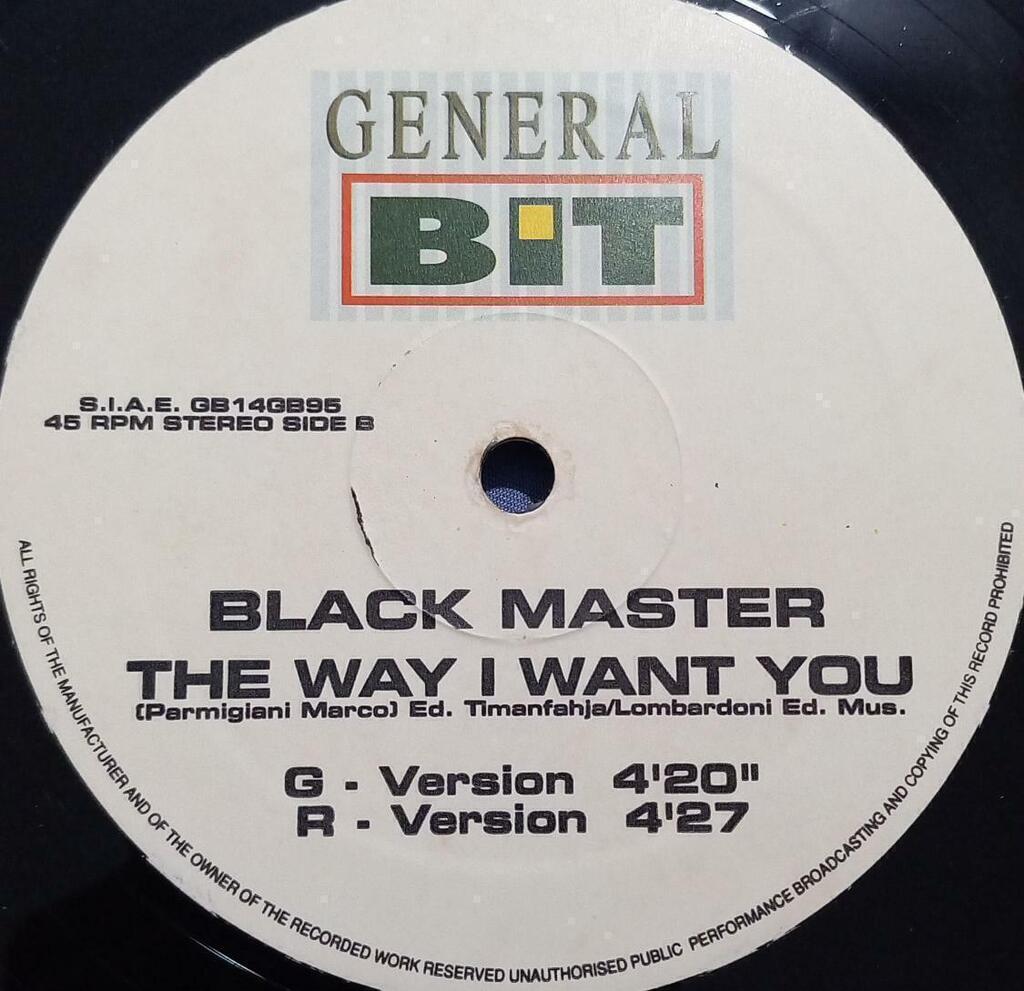 GENERAL
BIT
S.I.A.E. GB14GB95
45 RPM STEREO SIDE B
BLACK MASTER
THE WAY I WANT YOU
(Parmigiani Marco) Ed. Timanfahja/Lombardoni Ed. Mus.
G - Version 4'20"
R - Version 4'27
ALL RIGHTS OF THE MANUFACTURER AND OF THE OWNER OF THE RECORDED WORK RESERVED UNAUTHORISED PUBLIC PERFORMANCE BROADCASTING AND COPYING OF THIS RECORD PROHIBITED